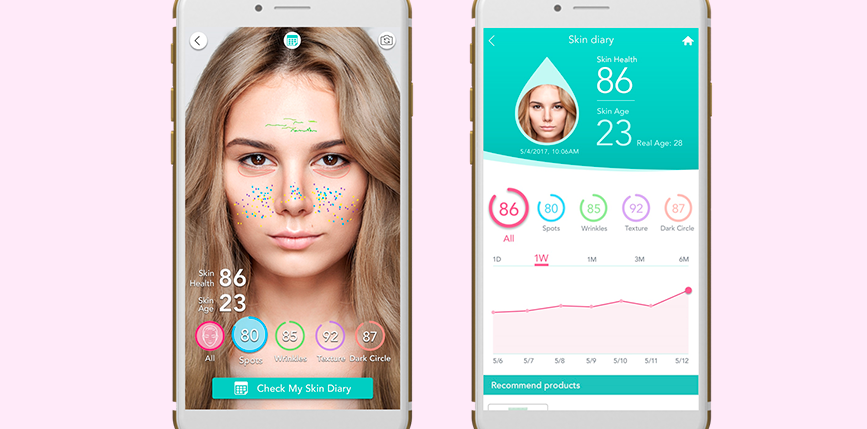 Skin Health 86
Skin Age 23
80
85
92
87
All
Spots
Wrinkles
Texture
Dark Circle
Check My Skin Diary
Skin diary
Skin Health
86
Skin Age
23 Real Age: 28
5/4/2017, 10:06AM
86
80
85
92
87
All
Spots
Wrinkles
Texture
Dark Circle
1D
1W
1M
3M
6M
5/6
5/7
5/8
5/9
5/10
5/11
5/12
Recommend products